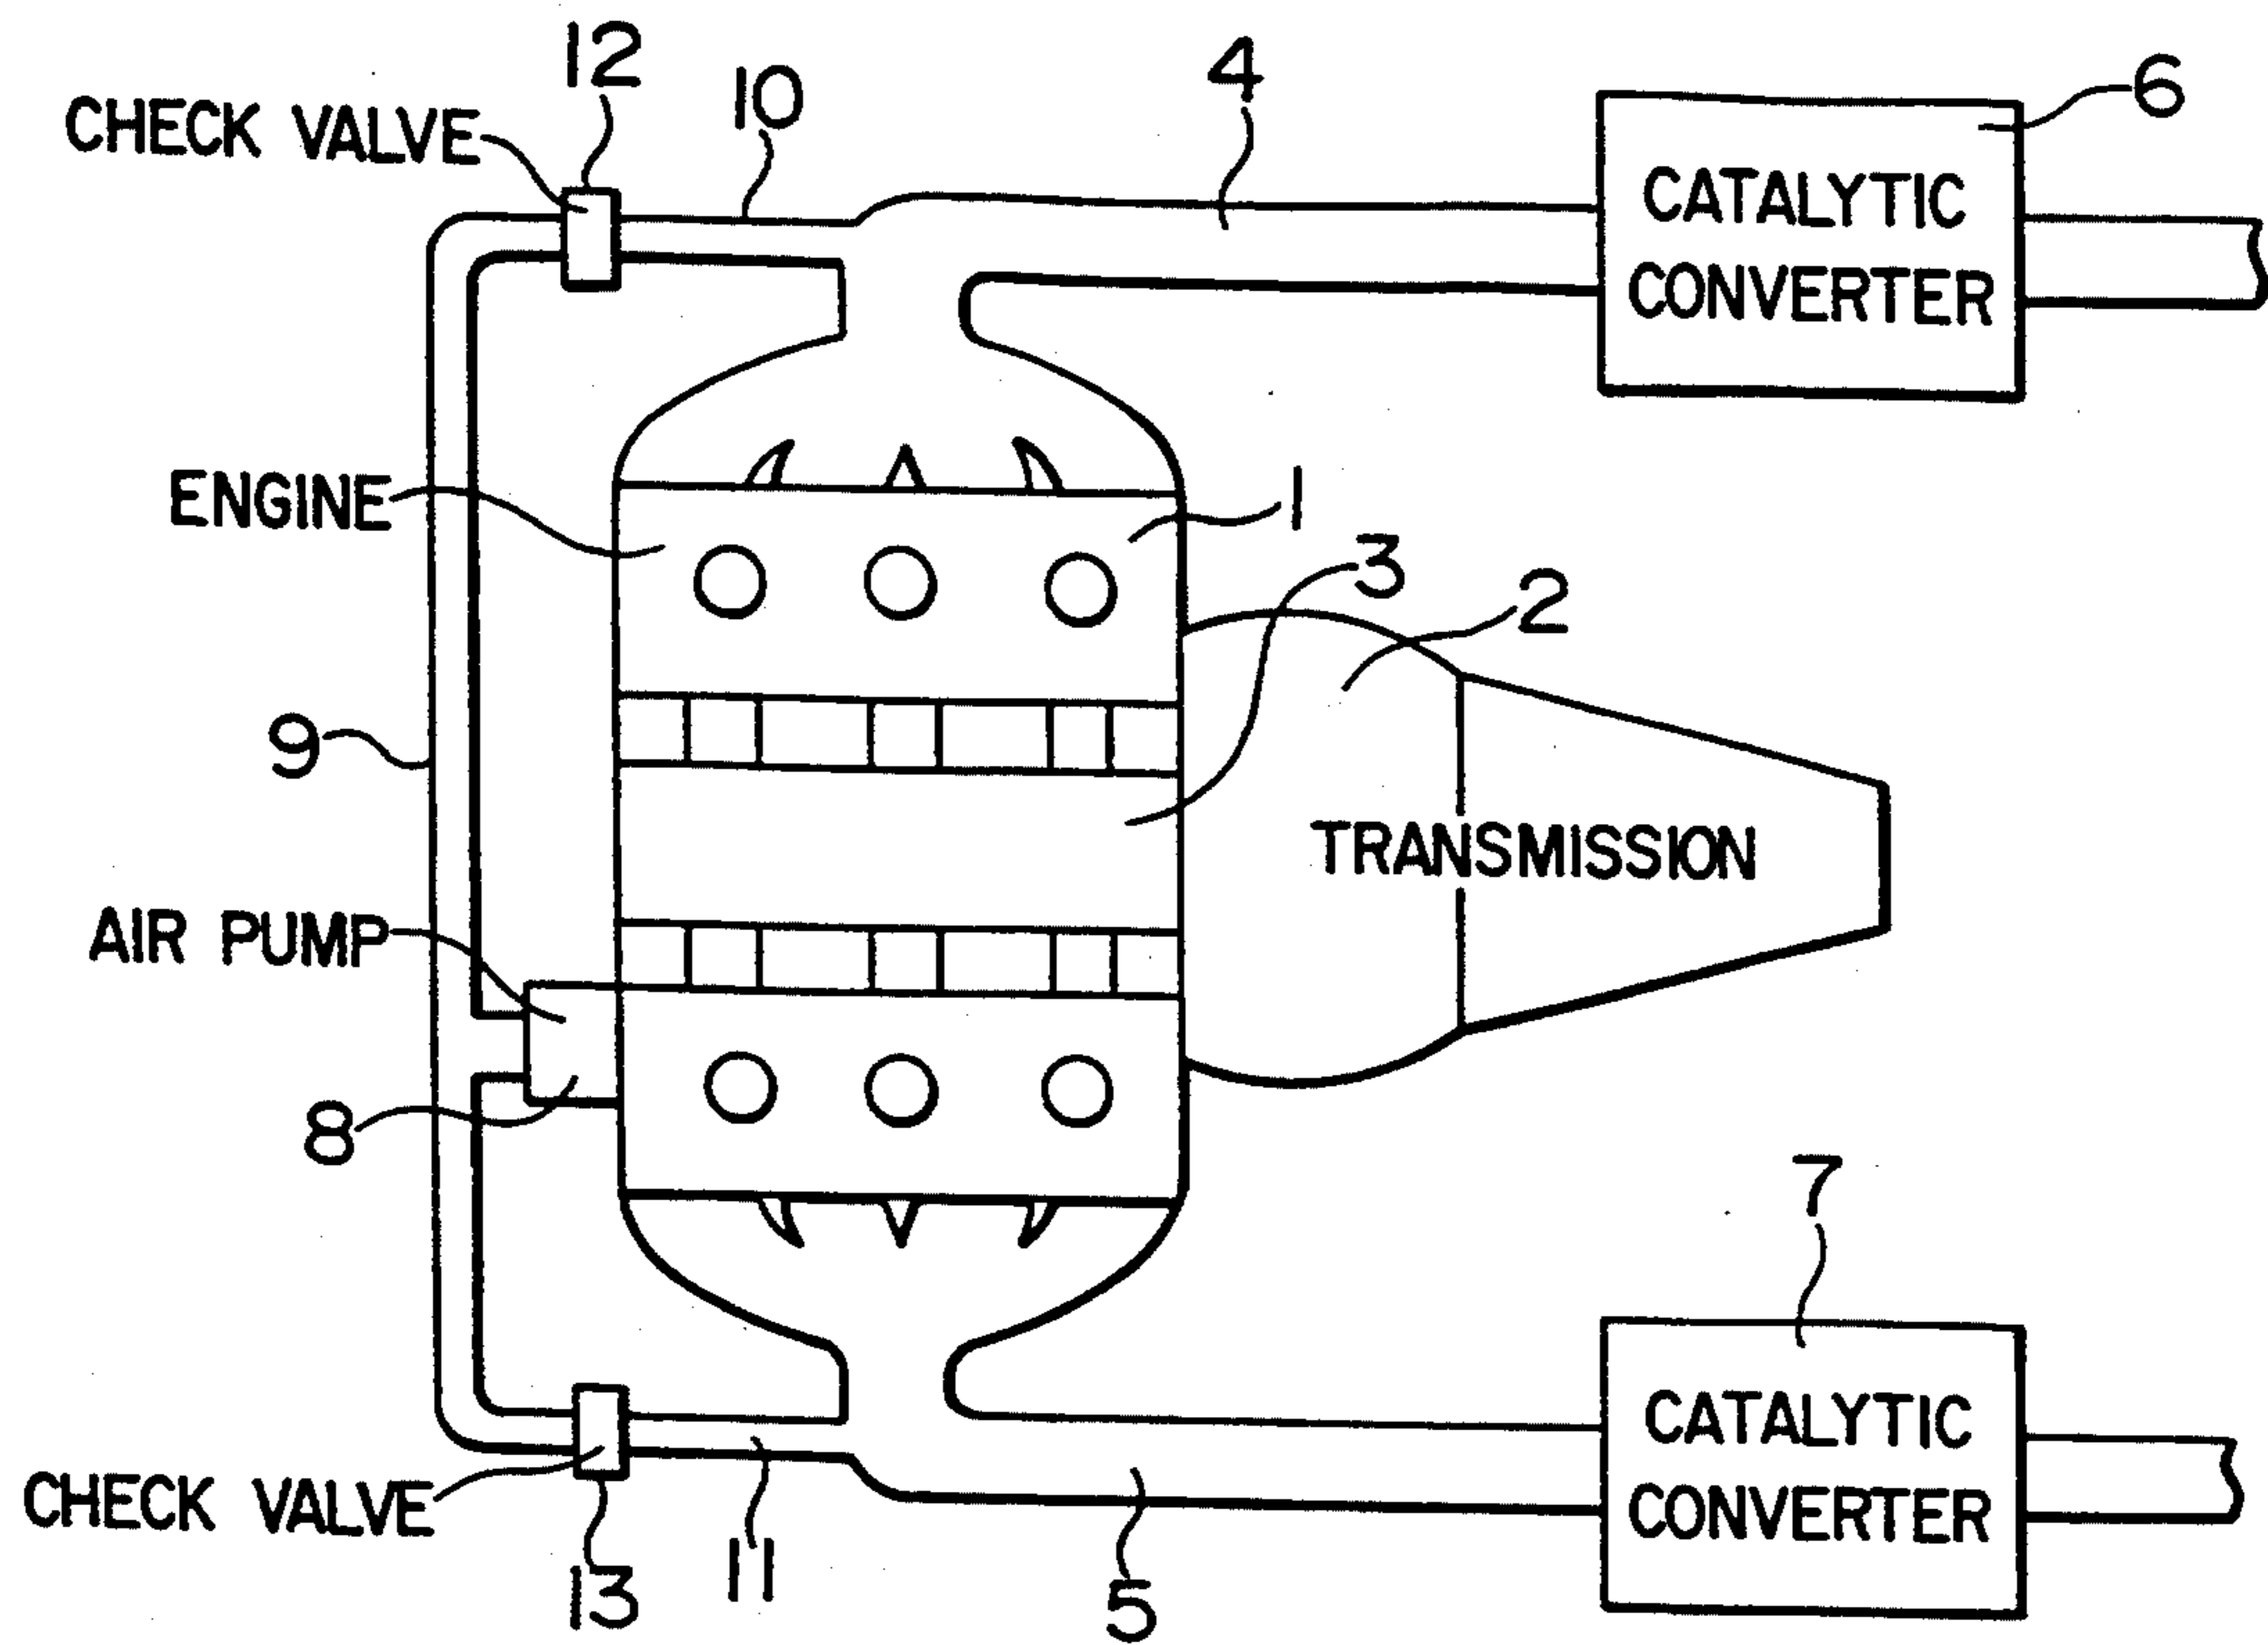 12
10
4
6
CHECK VALVE
CATALYTIC
CONVERTER
ENGINE
1
3
2
9
TRANSMISSION
AIR PUMP
8
7
CATALYTIC
CONVERTER
CHECK VALVE
13
11
5